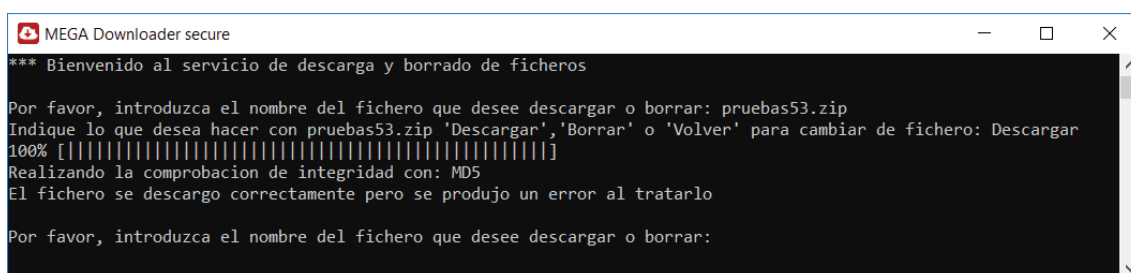 MEGA Downloader secure
*** Bienvenido al servicio de descarga y borrado de ficheros
Por favor, introduzca el nombre del fichero que desee descargar o borrar: pruebas53.zip
Indique lo que desea hacer con pruebas53.zip 'Descargar','Borrar' o 'Volver' para cambiar de fichero: Descargar
100% [||||||||||||||||||||||||||||||||||||||||||||||||||]
Realizando la comprobacion de integridad con: MD5
El fichero se descargo correctamente pero se produjo un error al tratarlo
Por favor, introduzca el nombre del fichero que desee descargar o borrar: